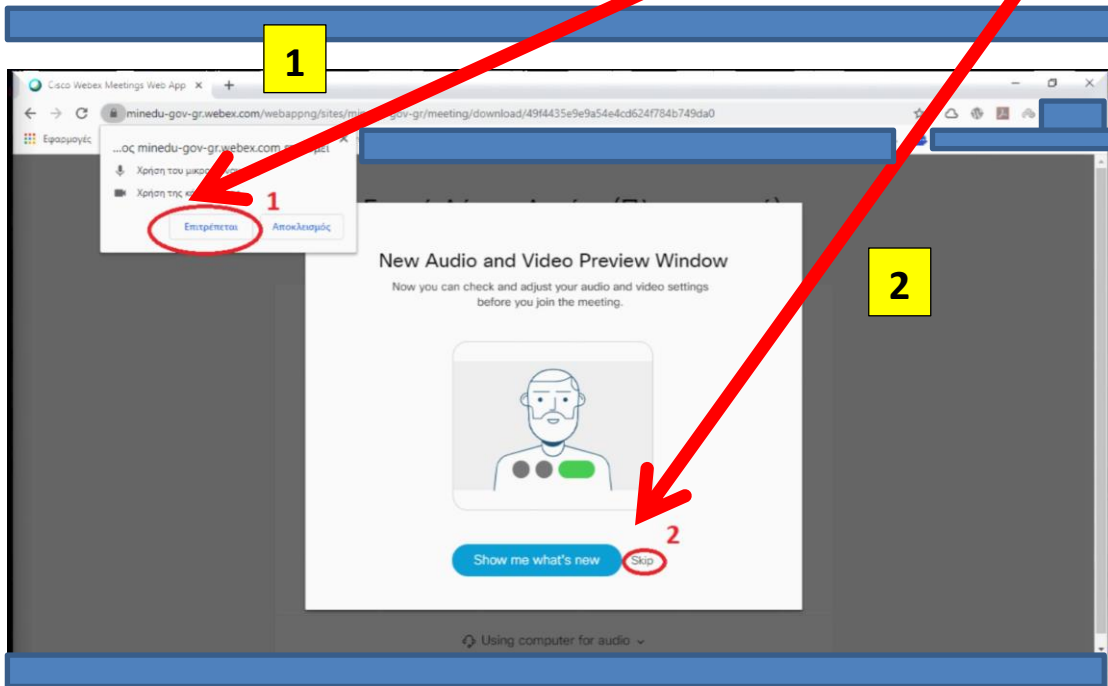 1
Cisco Webex Meetings Web App
minedu-gov-gr.webex.com/webappng/sites/ gov-gr/meeting/download/49f4435e9e9a54e4cd624f784b749da0
Εφαρμογές
...ος minedu-gov-gr.webex.com
Χρήση του
Χρήση της
1
Επιτρέπεται
Αποκλεισμός
New Audio and Video Preview Window
Now you can check and adjust your audio and video settings
before you join the meeting.
2
2
Show me what's new
Skip
Using computer for audio